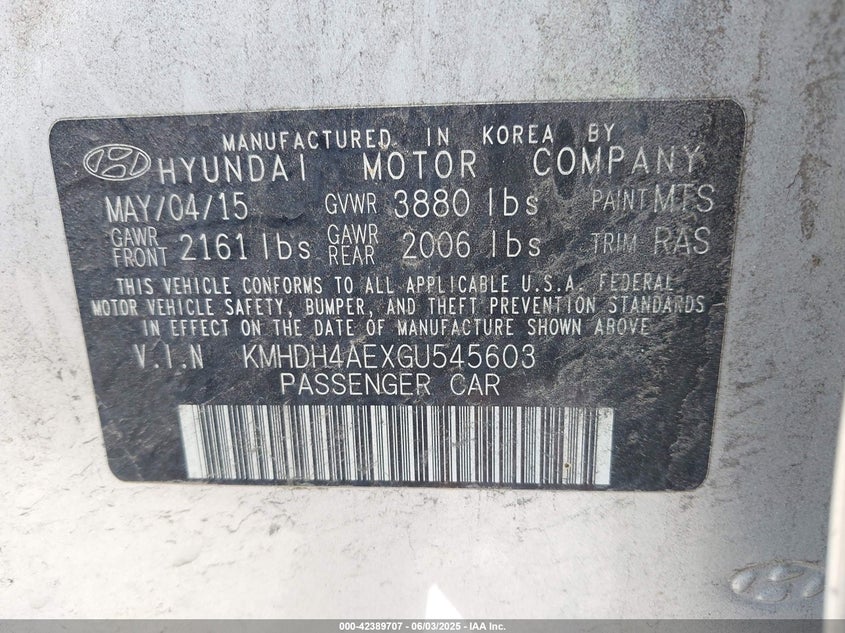 MANUFACTURED IN KOREA BY
HYUNDAI MOTOR COMPANY
MAY/04/15 GVWR 3880 lbs PAINT MTS
GAWR FRONT 2161 lbs GAWR REAR 2006 lbs TRIM RAS
THIS VEHICLE CONFORMS TO ALL APPLICABLE U.S.A. FEDERAL
MOTOR VEHICLE SAFETY, BUMPER, AND THEFT PREVENTION STANDARDS
IN EFFECT ON THE DATE OF MANUFACTURE SHOWN ABOVE
V.I.N KMHDH4AEXGU545603
PASSENGER CAR
000-42389707 - 06/03/2025 - IAA Inc.